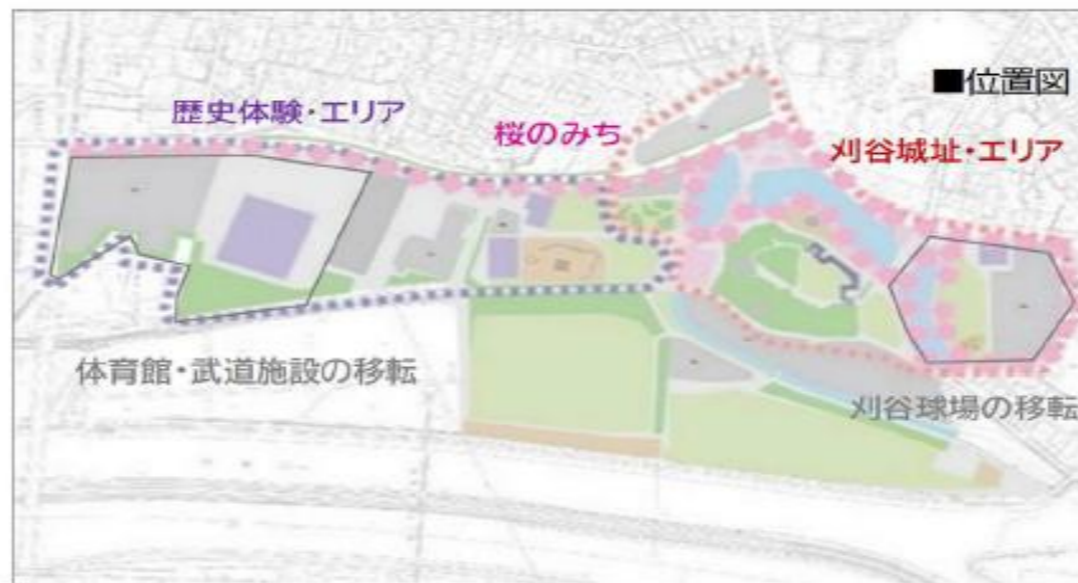 ■位置図
歴史体験・エリア
桜のみち
刈谷城址・エリア
体育館・武道施設の移転
刈谷球場の移転